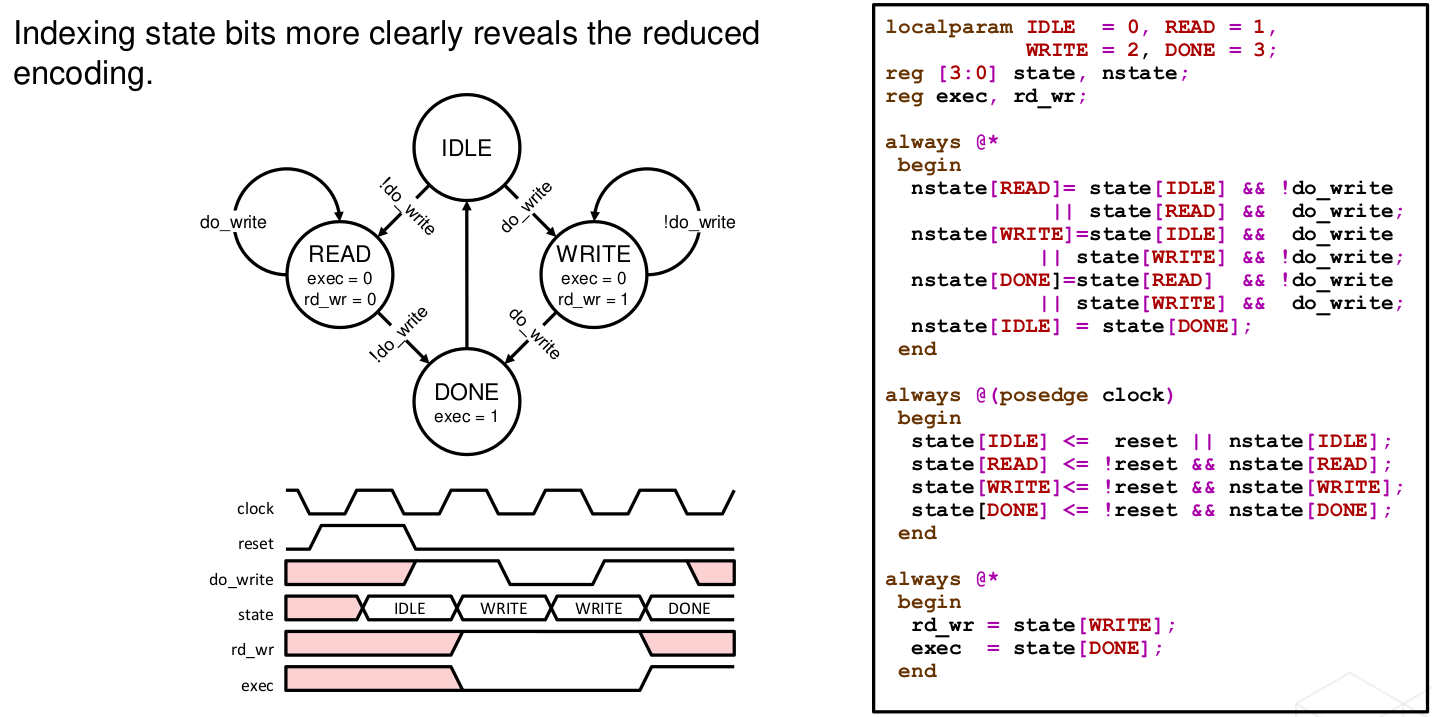 Indexing state bits more clearly reveals the reduced
encoding.
IDLE
!do_write
do_write
do_write
!do_write
READ
exec = 0
rd_wr = 0
WRITE
exec = 0
rd_wr = 1
!do_write
do_write
DONE
exec = 1
clock
reset
do_write
state
IDLE
WRITE
WRITE
DONE
rd_wr
exec
localparam IDLE  = 0, READ = 1,
           WRITE = 2, DONE = 3;
reg [3:0] state, nstate;
reg exec, rd_wr;
always @*
 begin
  nstate[READ]= state[IDLE] && !do_write
             || state[READ] &&  do_write;
  nstate[WRITE]=state[IDLE] &&  do_write
            || state[WRITE] && !do_write;
  nstate[DONE]=state[READ]  && !do_write
            || state[WRITE] &&  do_write;
  nstate[IDLE] = state[DONE];
 end
always @(posedge clock)
 begin
  state[IDLE] <=  reset || nstate[IDLE];
  state[READ] <= !reset && nstate[READ];
  state[WRITE]<= !reset && nstate[WRITE];
  state[DONE] <= !reset && nstate[DONE];
 end
always @*
 begin
  rd_wr = state[WRITE];
  exec  = state[DONE];
 end